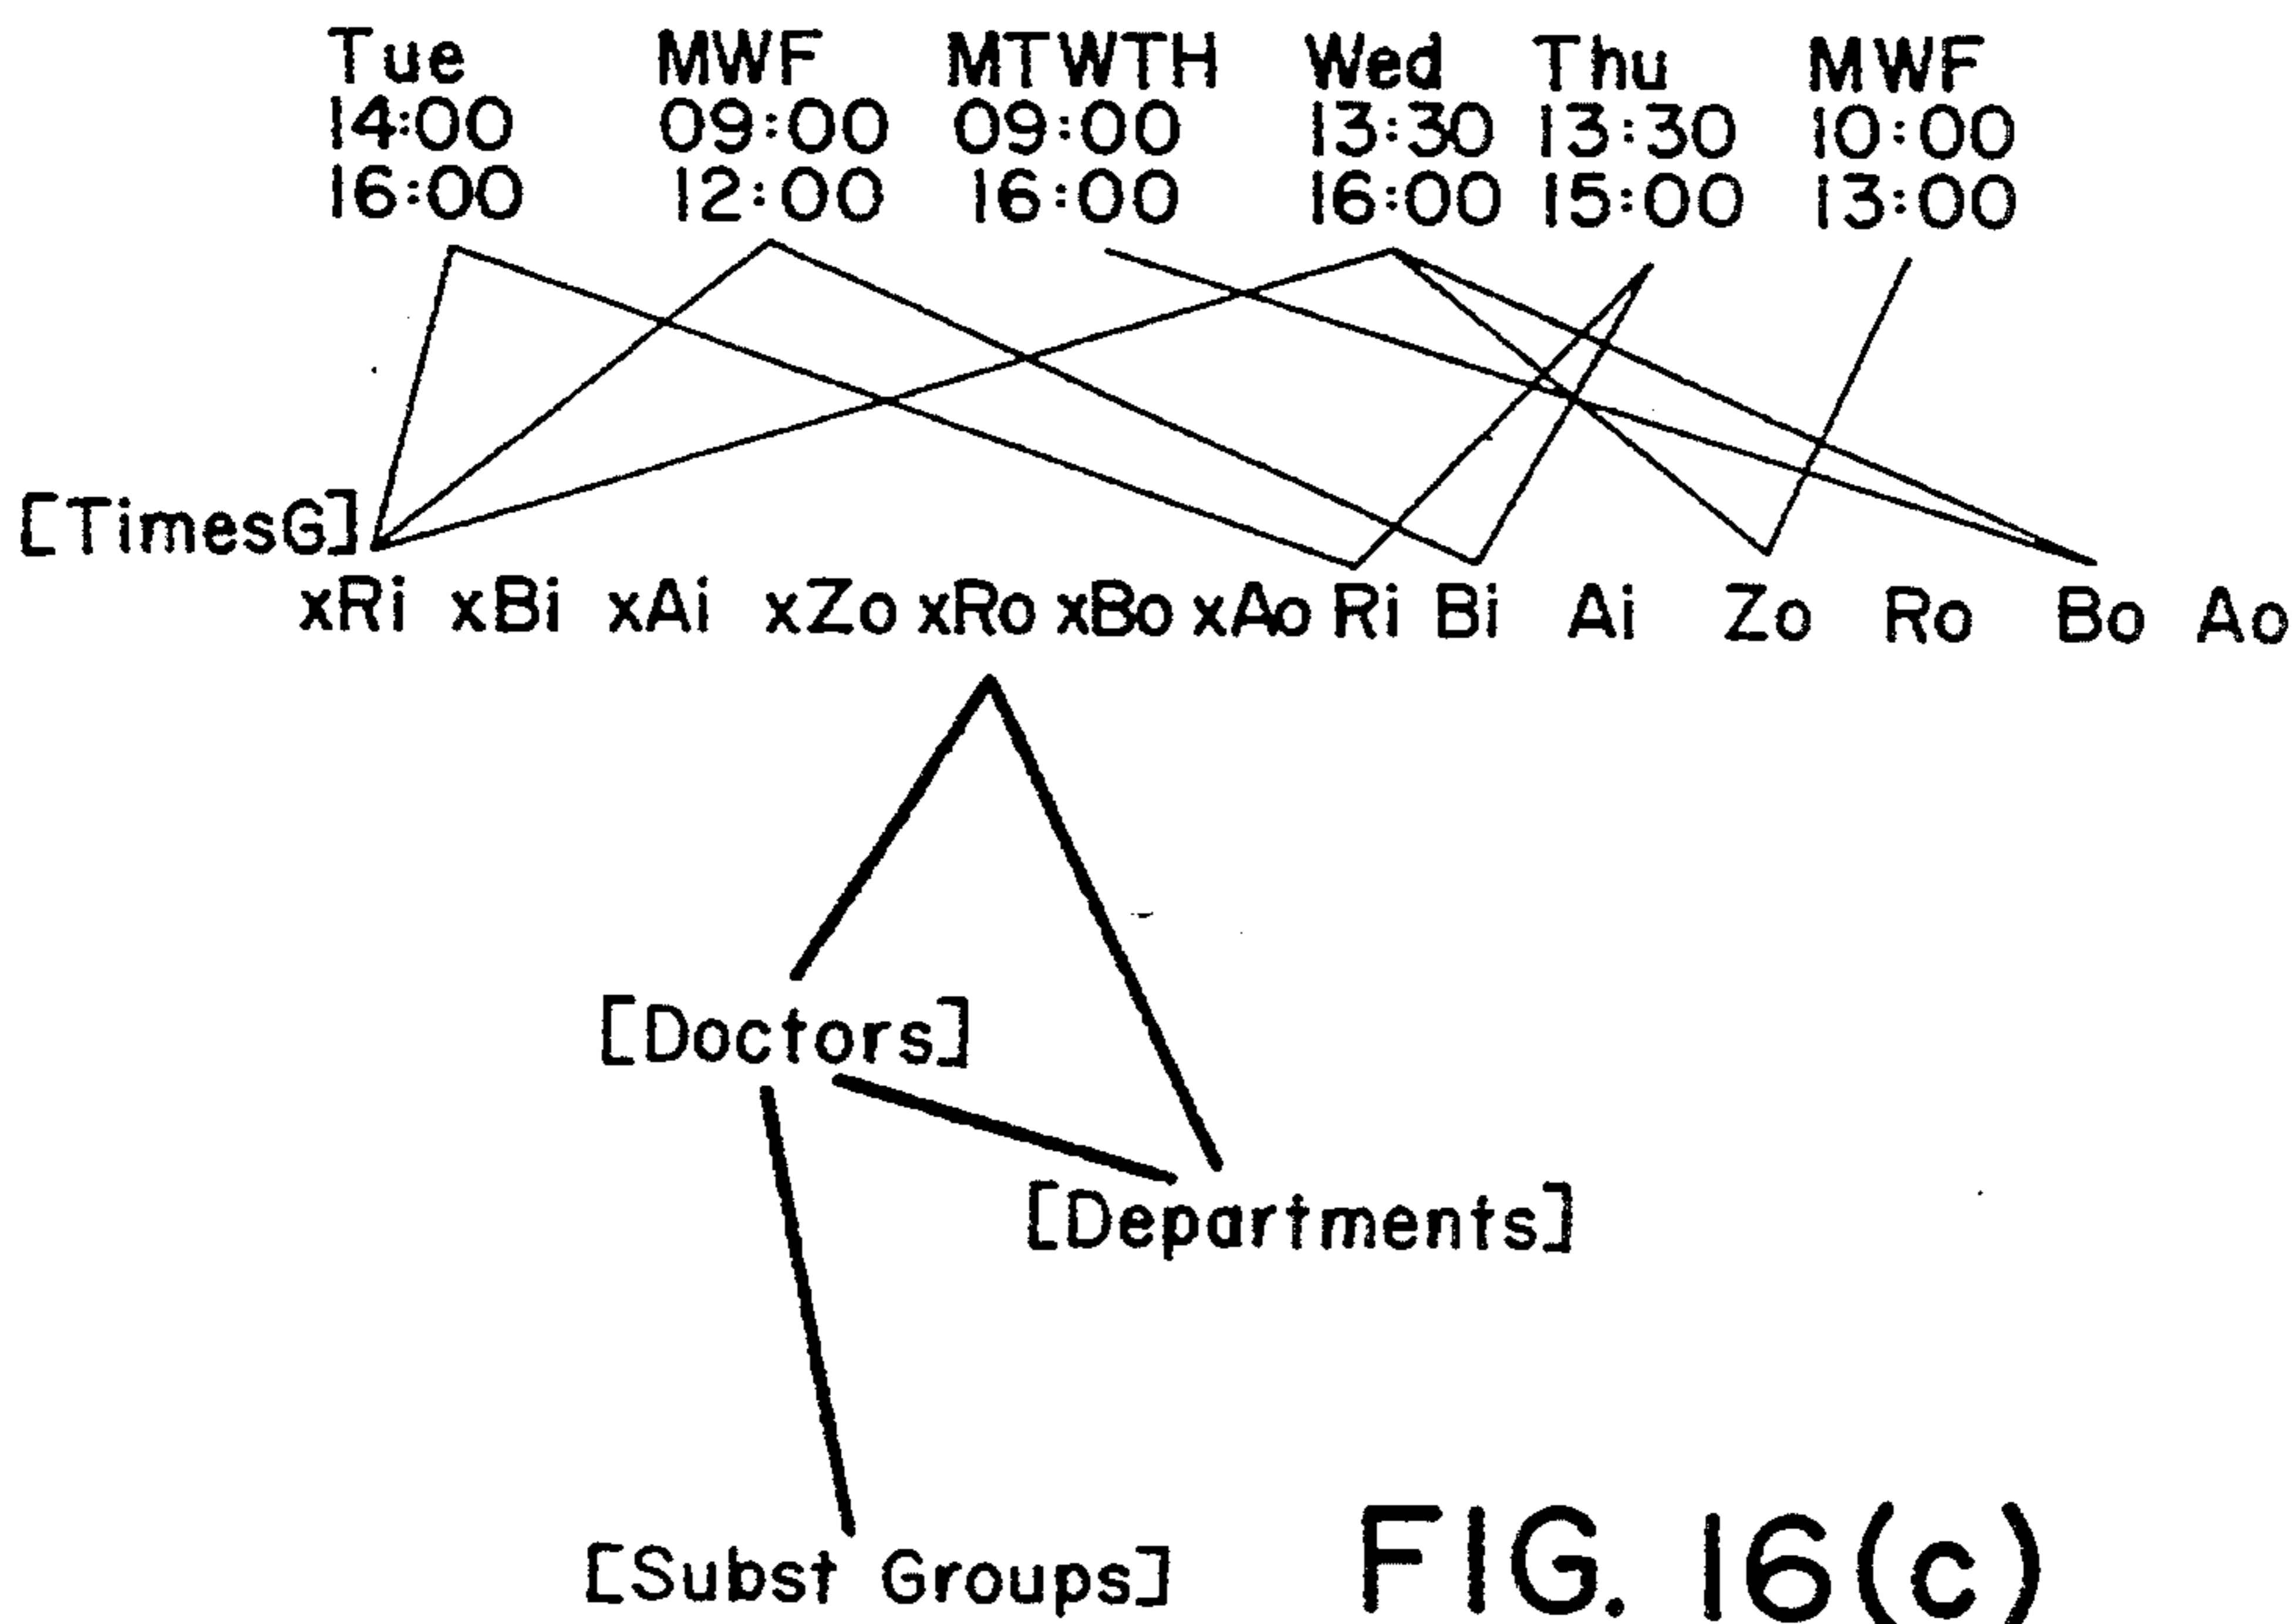 Tue MWF MTWTH Wed Thu MWF
14:00 09:00 09:00 13:30 13:30 10:00
16:00 12:00 16:00 16:00 15:00 13:00
[TimesG]
xRi xBi xAi xZo xRo xBo xAo Ri Bi Ai Zo Ro Bo Ao
[Doctors]
[Departments]
[Subst Groups]
FIG. 16(c)